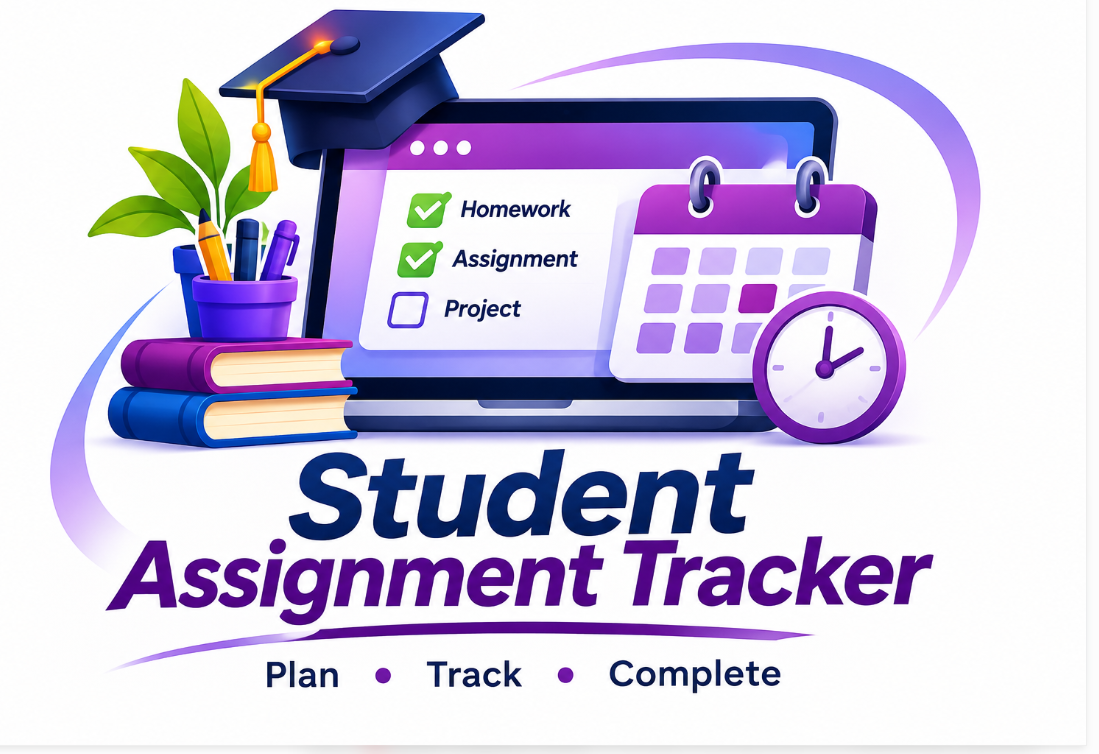 Homework
Assignment
Project
Student
Assignment Tracker
Plan • Track • Complete